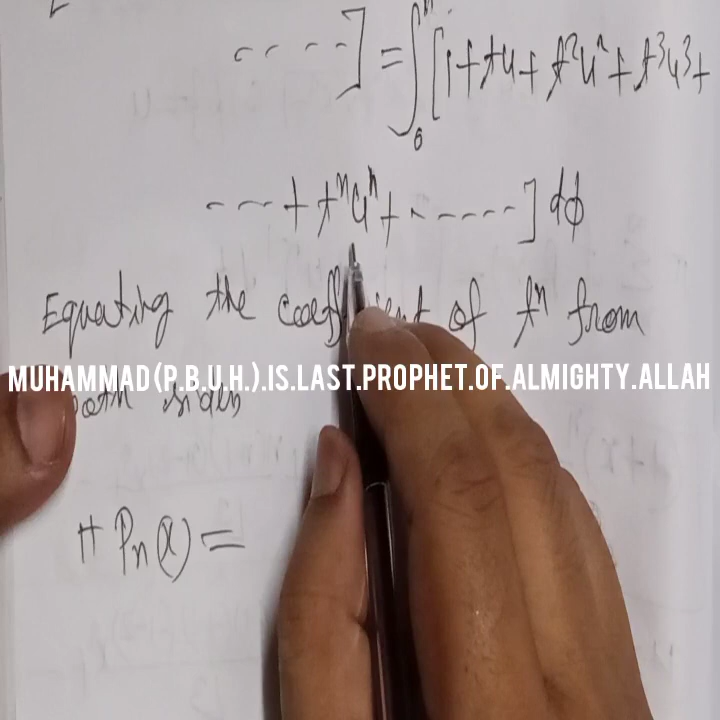 ....] = ∫₀^π [1 + tu + t²u² + t³u³ +
--- + tⁿuⁿ + ......] dϕ
Equating the coefficient of tⁿ from
MUHAMMAD(P.B.U.H.).IS.LAST.PROPHET.OF.ALMIGHTY.ALLAH
both sides
π Pₙ(x) =